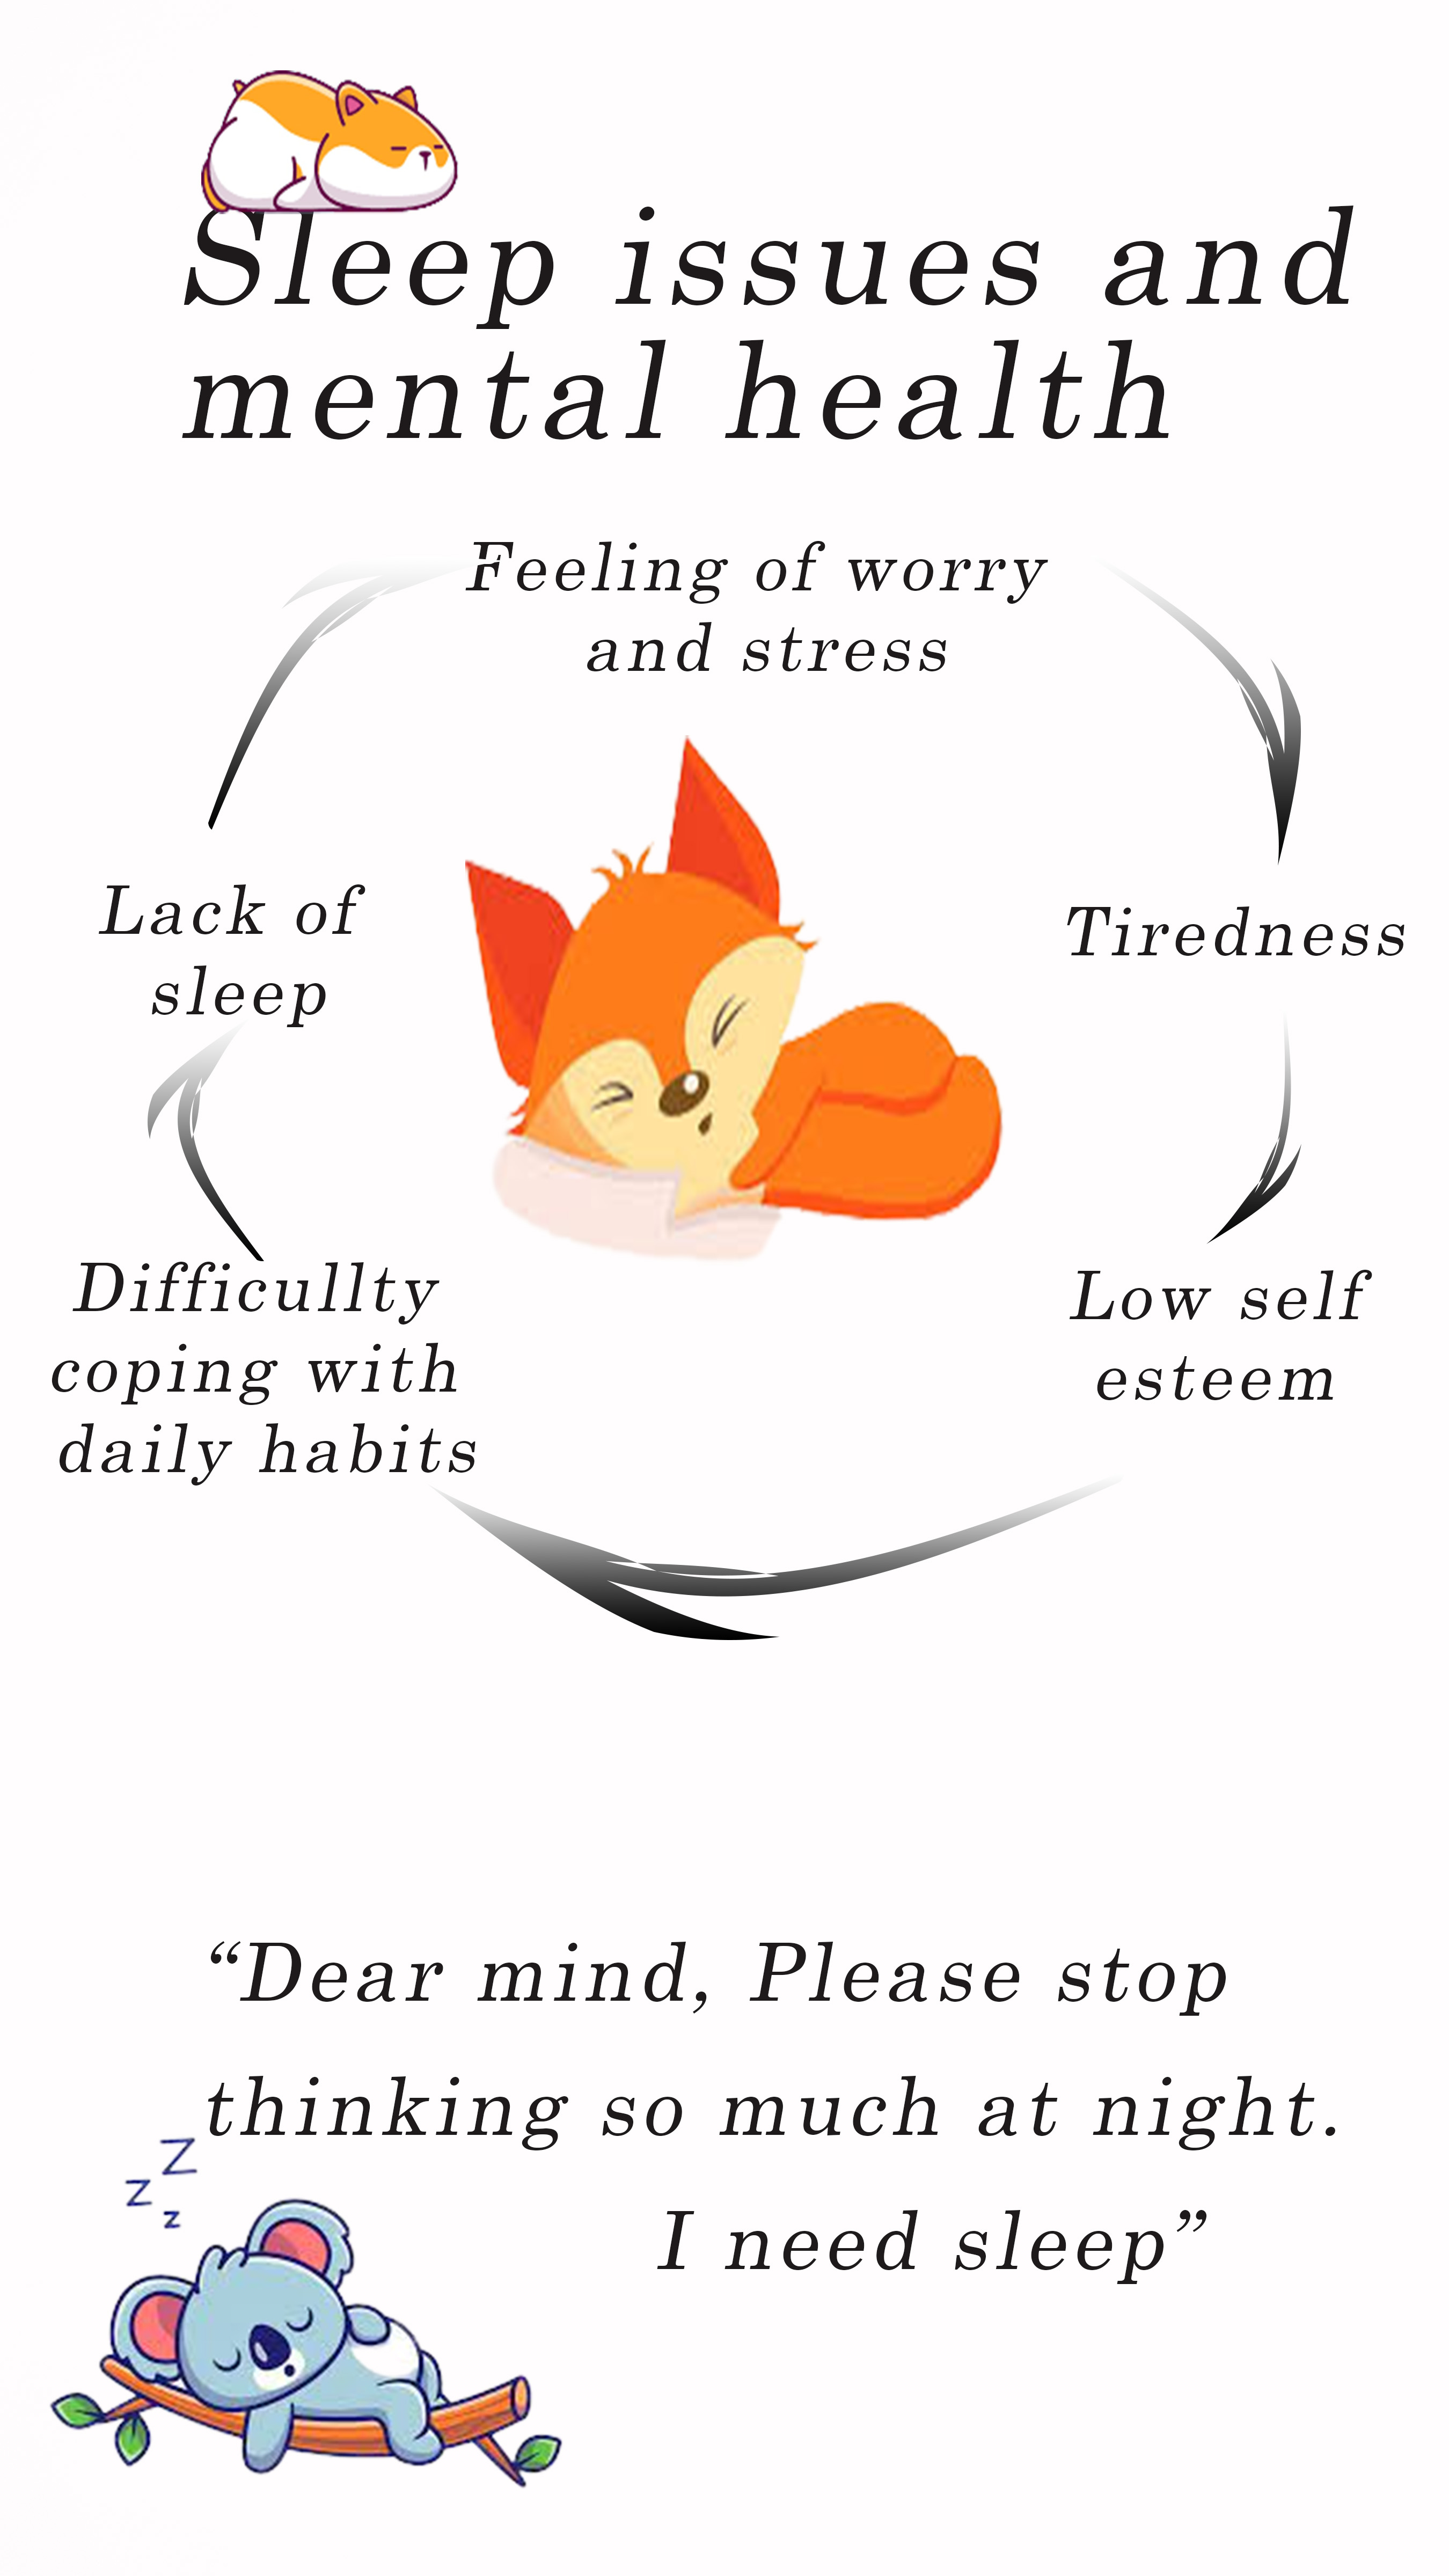 Sleep issues and
mental health
Feeling of worry
and stress
Lack of
sleep
Tiredness
Difficullty
coping with
daily habits
Low self
esteem
“Dear mind, Please stop
thinking so much at night.
I need sleep”
Z
z
z